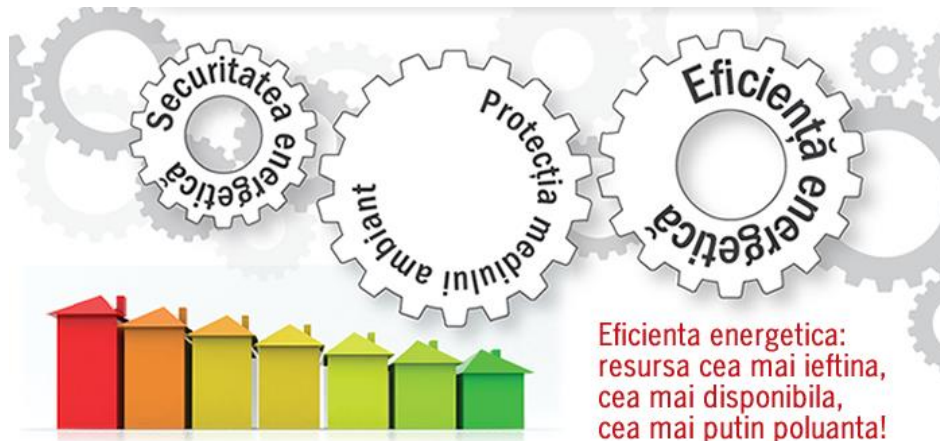 Securitatea energetică
Protecția mediului ambiant
Eficiență energetică
Eficienta energetica:
resursa cea mai ieftina,
cea mai disponibila,
cea mai putin poluanta!